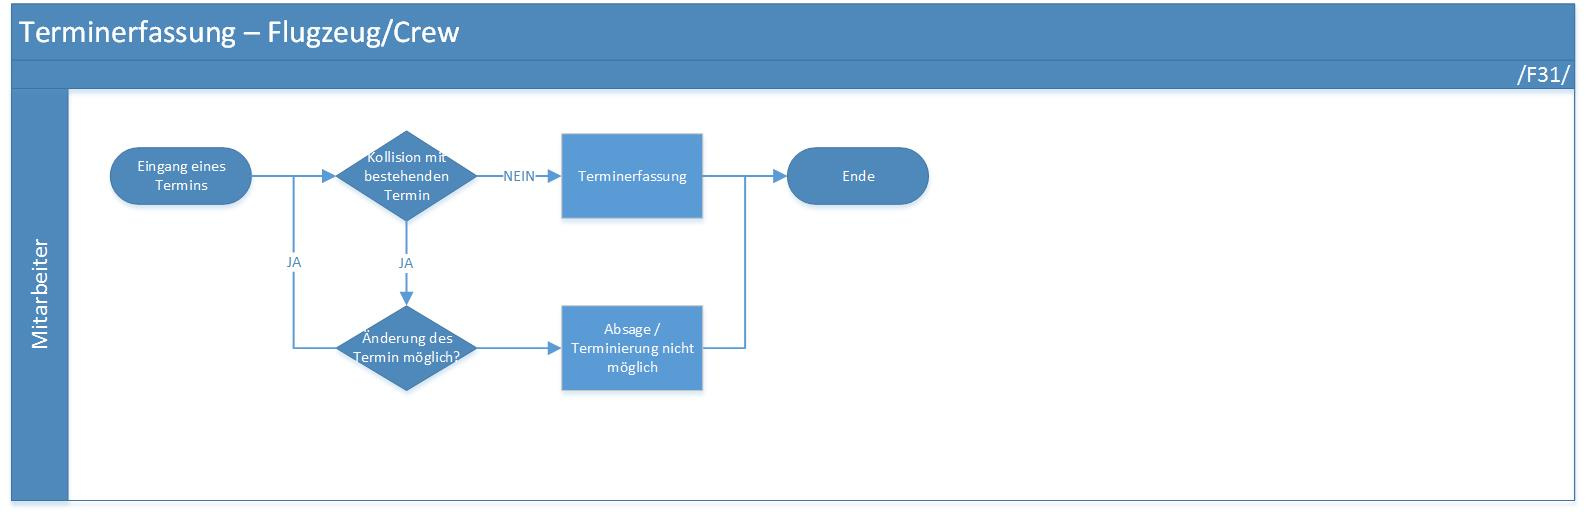 Terminerfassung – Flugzeug/Crew
/F31/
Mitarbeiter
Eingang eines
Termins
Kollision mit
bestehenden
Termin
NEIN
Terminerfassung
Ende
JA
JA
Änderung des
Termin möglich?
Absage /
Terminierung nicht
möglich